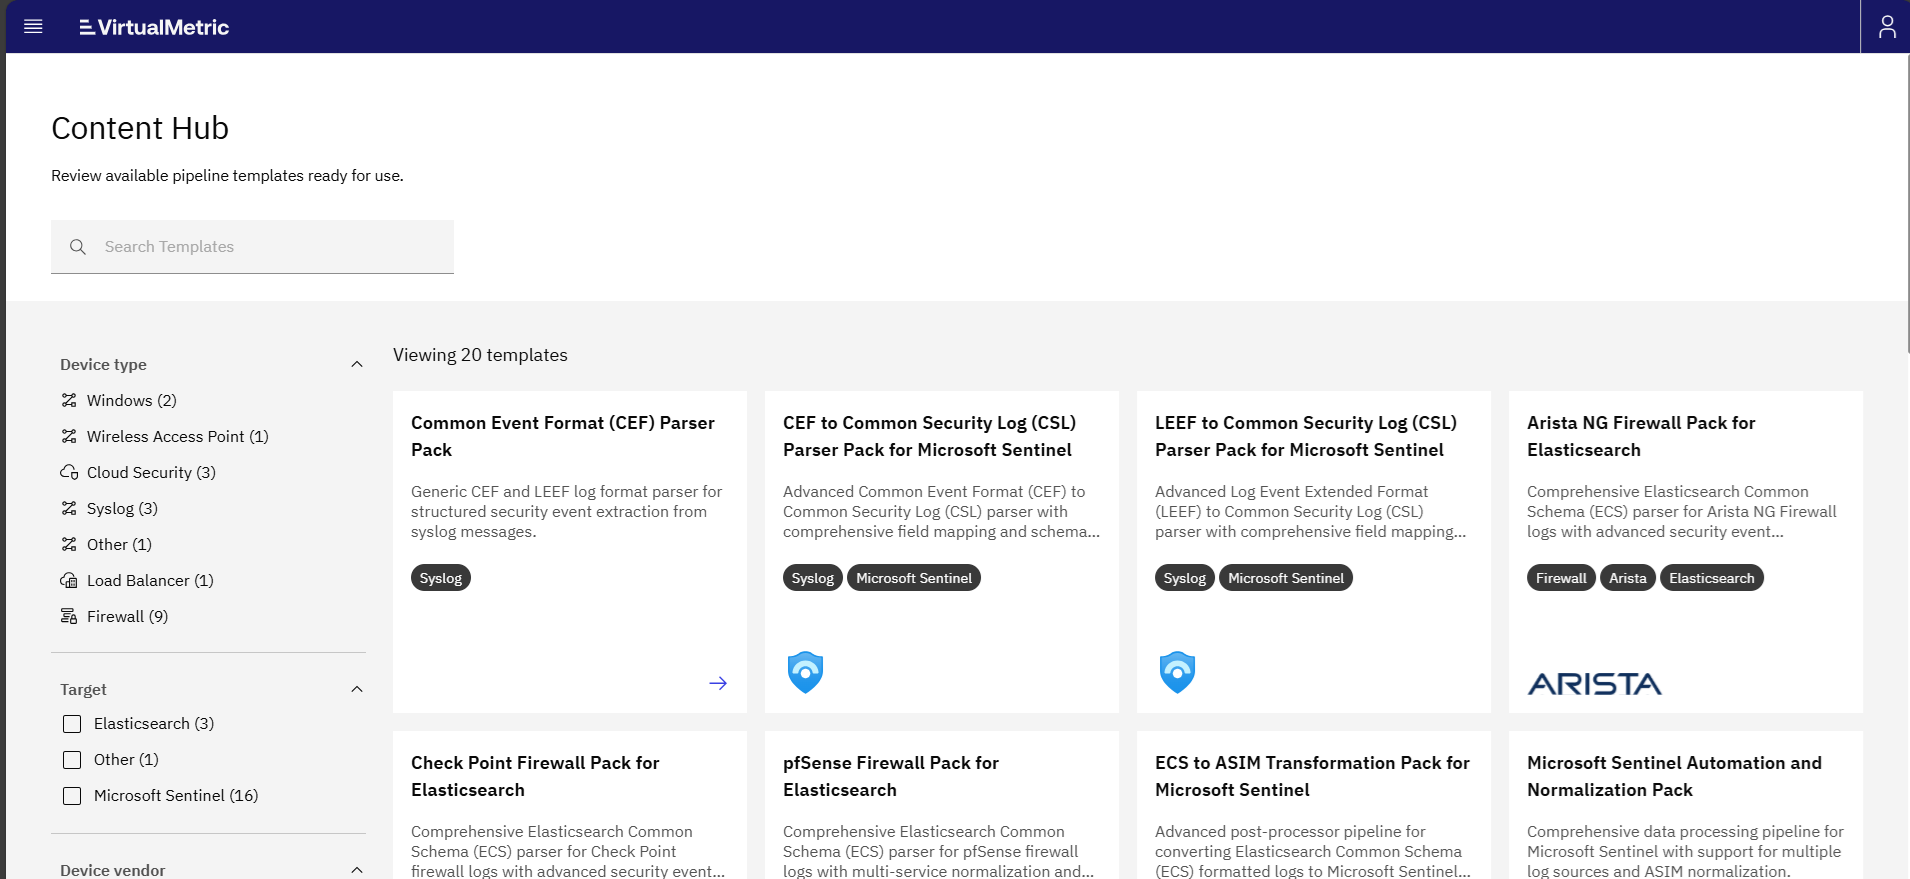 VirtualMetric
Content Hub
Review available pipeline templates ready for use.
Search Templates
Device type
Windows (2)
Wireless Access Point (1)
Cloud Security (3)
Syslog (3)
Other (1)
Load Balancer (1)
Firewall (9)
Target
Elasticsearch (3)
Other (1)
Microsoft Sentinel (16)
Device vendor
Viewing 20 templates
Common Event Format (CEF) Parser
Pack
Generic CEF and LEEF log format parser for
structured security event extraction from
syslog messages.
Syslog
CEF to Common Security Log (CSL)
Parser Pack for Microsoft Sentinel
Advanced Common Event Format (CEF) to
Common Security Log (CSL) parser with
comprehensive field mapping and schema...
Syslog Microsoft Sentinel
LEEF to Common Security Log (CSL)
Parser Pack for Microsoft Sentinel
Advanced Log Event Extended Format
(LEEF) to Common Security Log (CSL)
parser with comprehensive field mapping...
Syslog Microsoft Sentinel
Arista NG Firewall Pack for
Elasticsearch
Comprehensive Elasticsearch Common
Schema (ECS) parser for Arista NG Firewall
logs with advanced security event...
Firewall Arista Elasticsearch
ARISTA
Check Point Firewall Pack for
Elasticsearch
Comprehensive Elasticsearch Common
Schema (ECS) parser for Check Point
firewall logs with advanced security event...
pfSense Firewall Pack for
Elasticsearch
Comprehensive Elasticsearch Common
Schema (ECS) parser for pfSense firewall
logs with multi-service normalization and...
ECS to ASIM Transformation Pack for
Microsoft Sentinel
Advanced post-processor pipeline for
converting Elasticsearch Common Schema
(ECS) formatted logs to Microsoft Sentinel...
Microsoft Sentinel Automation and
Normalization Pack
Comprehensive data processing pipeline for
Microsoft Sentinel with support for multiple
log sources and ASIM normalization.